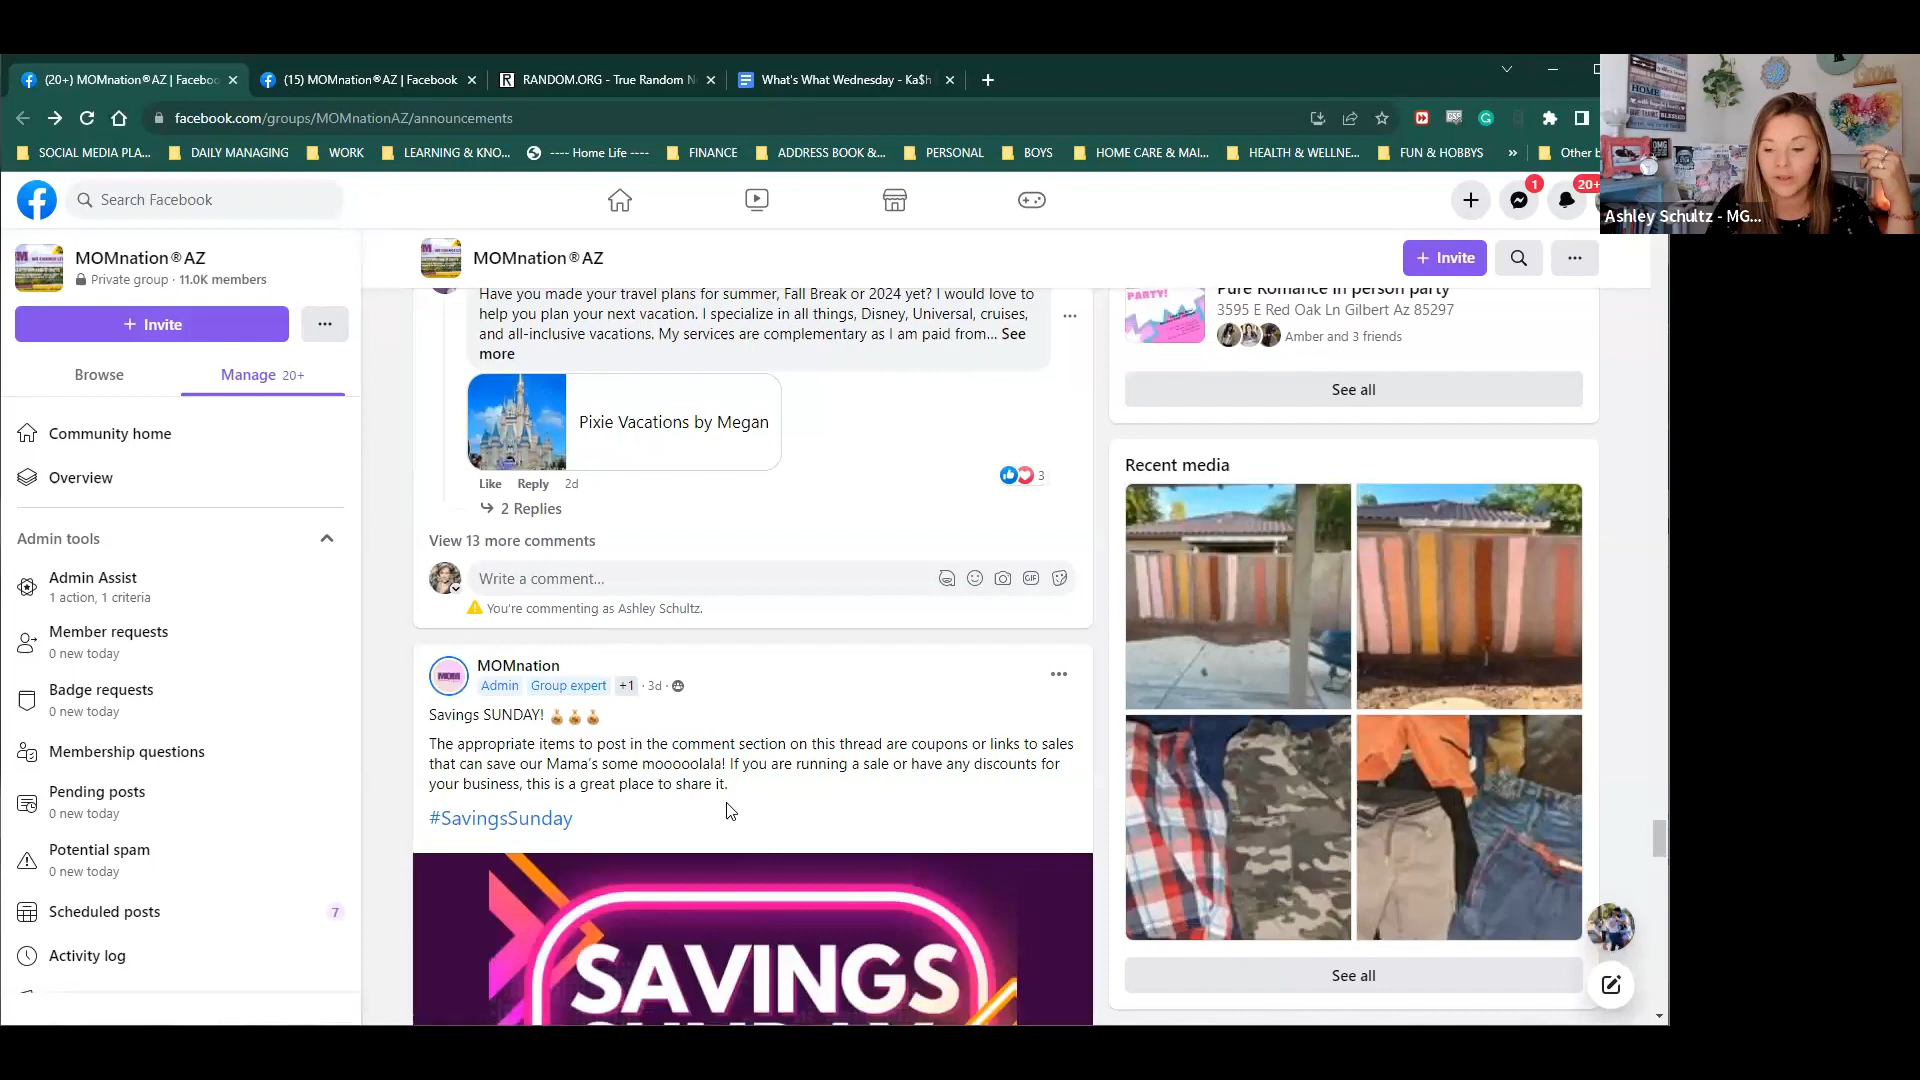 (20+) MOMnation®AZ | Faceboo
(15) MOMnation®AZ | Facebook
RANDOM.ORG - True Random N
What's What Wednesday - Ka$h
facebook.com/groups/MOMnationAZ/announcements
SOCIAL MEDIA PLA...
DAILY MANAGING
WORK
LEARNING & KNO...
---- Home Life ----
FINANCE
ADDRESS BOOK &...
PERSONAL
BOYS
HOME CARE & MAI...
HEALTH & WELLNE...
FUN & HOBBYS
»
Other b
Ashley Schultz - MG...
Search Facebook
1
20+
MOMnation®AZ
Private group · 11.0K members
+ Invite
Browse
Manage 20+
Community home
Overview
Admin tools
Admin Assist
1 action, 1 criteria
Member requests
0 new today
Badge requests
0 new today
Membership questions
Pending posts
0 new today
Potential spam
0 new today
Scheduled posts
7
Activity log
MOMnation®AZ
+ Invite
Have you made your travel plans for summer, Fall Break or 2024 yet? I would love to
help you plan your next vacation. I specialize in all things, Disney, Universal, cruises,
and all-inclusive vacations. My services are complementary as I am paid from... See
more
Pixie Vacations by Megan
Like Reply 2d
3
2 Replies
View 13 more comments
Write a comment...
GIF
You're commenting as Ashley Schultz.
MOMnation
Admin Group expert +1 · 3d ·
Savings SUNDAY!
The appropriate items to post in the comment section on this thread are coupons or links to sales
that can save our Mama's some mooooolala! If you are running a sale or have any discounts for
your business, this is a great place to share it.
#SavingsSunday
SAVINGS
SUNDAY
PARTY!
Pure Romance in person party
3595 E Red Oak Ln Gilbert Az 85297
Amber and 3 friends
See all
Recent media
See all